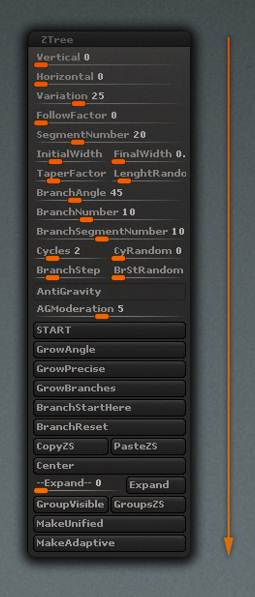 ZTree
Vertical 0
Horizontal 0
Variation 25
FollowFactor 0
SegmentNumber 20
InitialWidth FinalWidth 0.
TaperFactor LenghtRando
BranchAngle 45
BranchNumber 10
BranchSegmentNumber 10
Cycles 2 CyRandom 0
BranchStep BrStRandom
AntiGravity
AGModeration 5
START
GrowAngle
GrowPrecise
GrowBranches
BranchStartHere
BranchReset
CopyZS PasteZS
Center
--Expand-- 0 Expand
GroupVisible GroupsZS
MakeUnified
MakeAdaptive